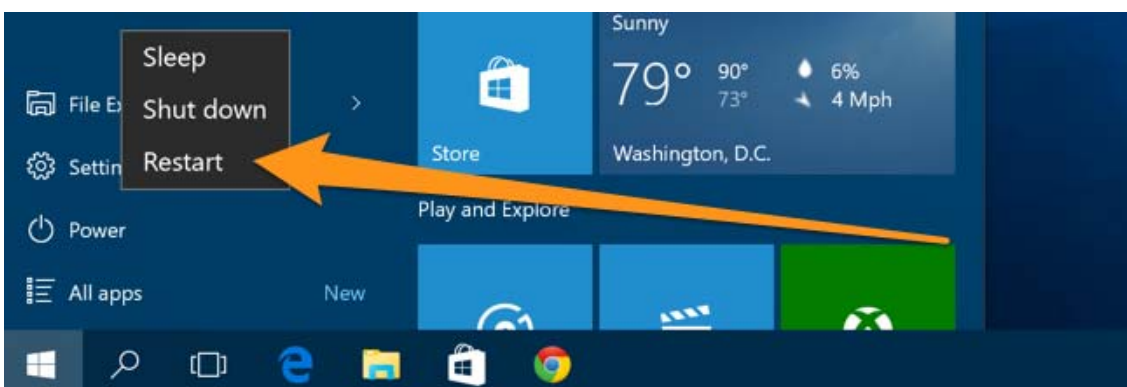 Sleep
Shut down
Restart
File Ex
Settin
Power
All apps
New
Store
Sunny
79°
90°
73°
6%
4 Mph
Washington, D.C.
Play and Explore